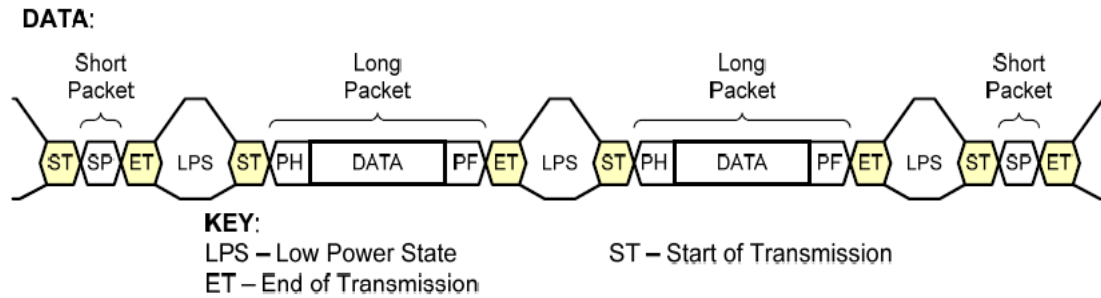 DATA:
Short Packet
Long Packet
Long Packet
Short Packet
ST SP ET LPS ST PH DATA PF ET LPS ST PH DATA PF ET LPS ST SP ET
KEY:
LPS – Low Power State
ST – Start of Transmission
ET – End of Transmission